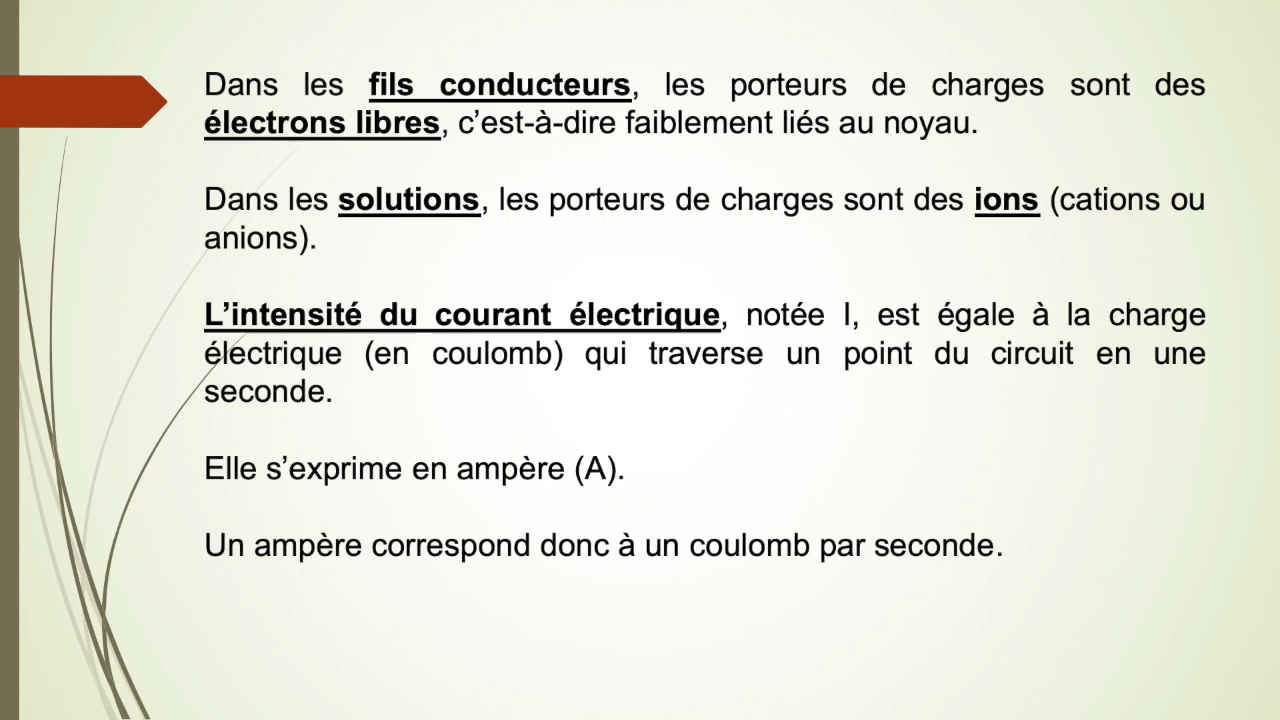 Dans les fils conducteurs, les porteurs de charges sont des
électrons libres, c’est-à-dire faiblement liés au noyau.
Dans les solutions, les porteurs de charges sont des ions (cations ou
anions).
L’intensité du courant électrique, notée I, est égale à la charge
électrique (en coulomb) qui traverse un point du circuit en une
seconde.
Elle s’exprime en ampère (A).
Un ampère correspond donc à un coulomb par seconde.